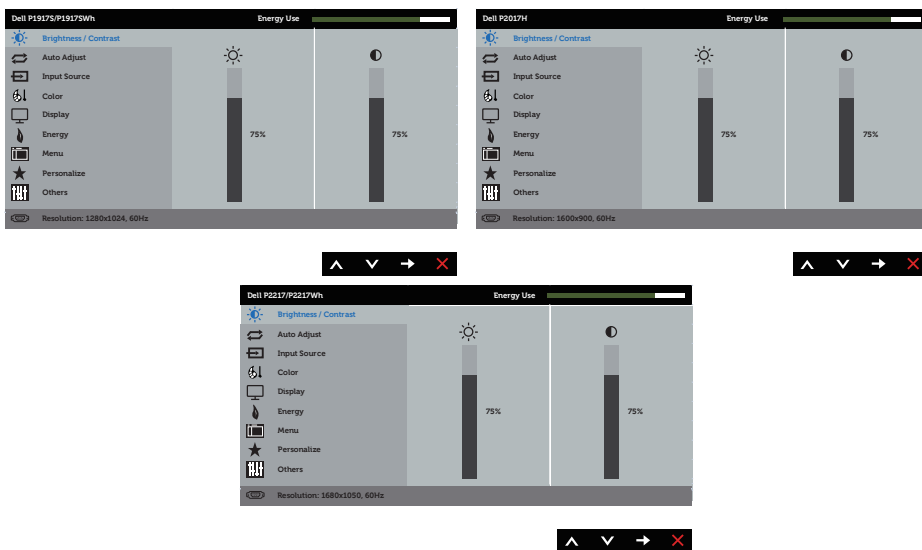 Dell P1917S/P1917SWh Energy Use
Brightness / Contrast
Auto Adjust
Input Source
Color
Display
Energy 75% 75%
Menu
Personalize
Others
Resolution: 1280x1024, 60Hz
Dell P2017H Energy Use
Brightness / Contrast
Auto Adjust
Input Source
Color
Display
Energy 75% 75%
Menu
Personalize
Others
Resolution: 1600x900, 60Hz
Dell P2217/P2217Wh Energy Use
Brightness / Contrast
Auto Adjust
Input Source
Color
Display
Energy 75% 75%
Menu
Personalize
Others
Resolution: 1680x1050, 60Hz